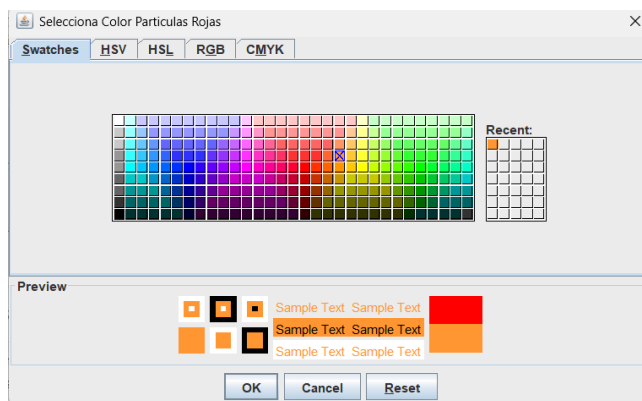 Selecciona Color Particulas Rojas
Swatches HSV HSL RGB CMYK
Recent:
Preview
Sample Text Sample Text
Sample Text Sample Text
Sample Text Sample Text
OK Cancel Reset